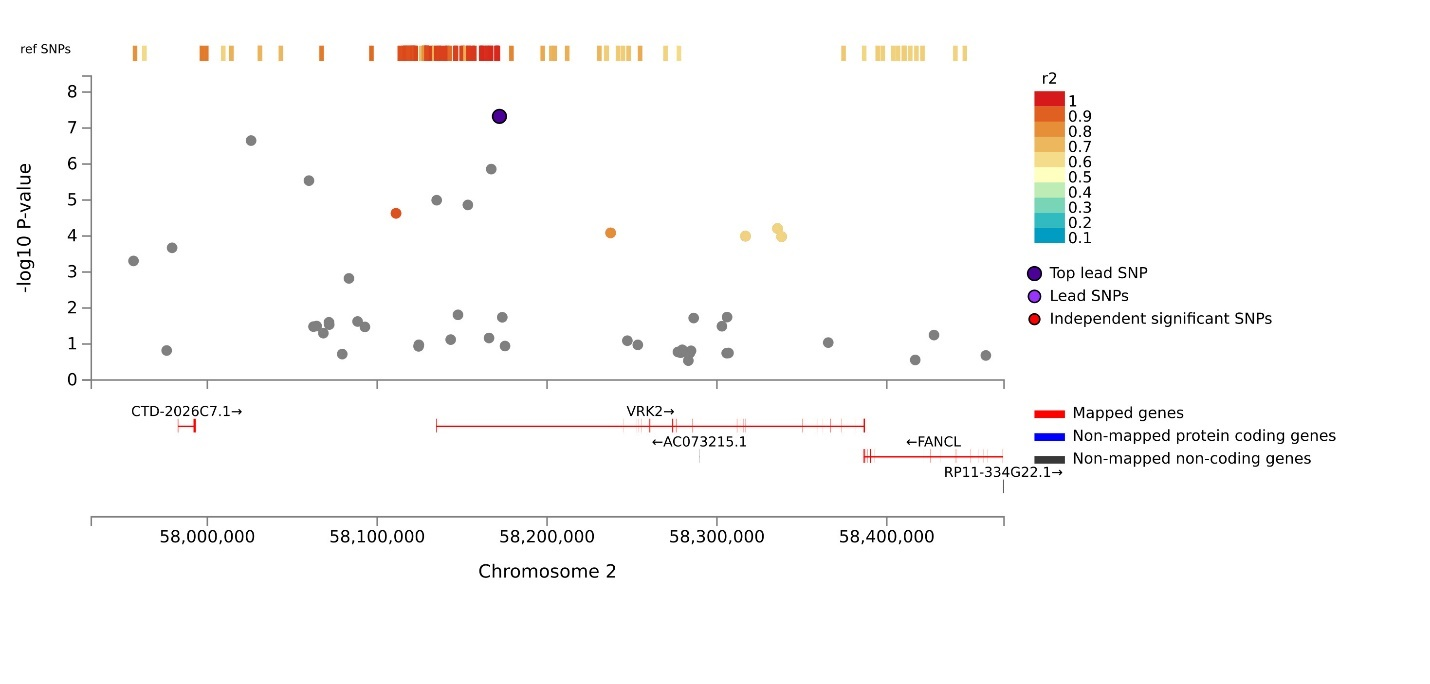 ref SNPs
r2
8
7
6
5
4
3
2
1
0
-log10 P-value
1
0.9
0.8
0.7
0.6
0.5
0.4
0.3
0.2
0.1
Top lead SNP
Lead SNPs
Independent significant SNPs
CTD-2026C7.1→
VRK2→
←AC073215.1
←FANCL
RP11-334G22.1→
Mapped genes
Non-mapped protein coding genes
Non-mapped non-coding genes
58,000,000
58,100,000
58,200,000
58,300,000
58,400,000
Chromosome 2